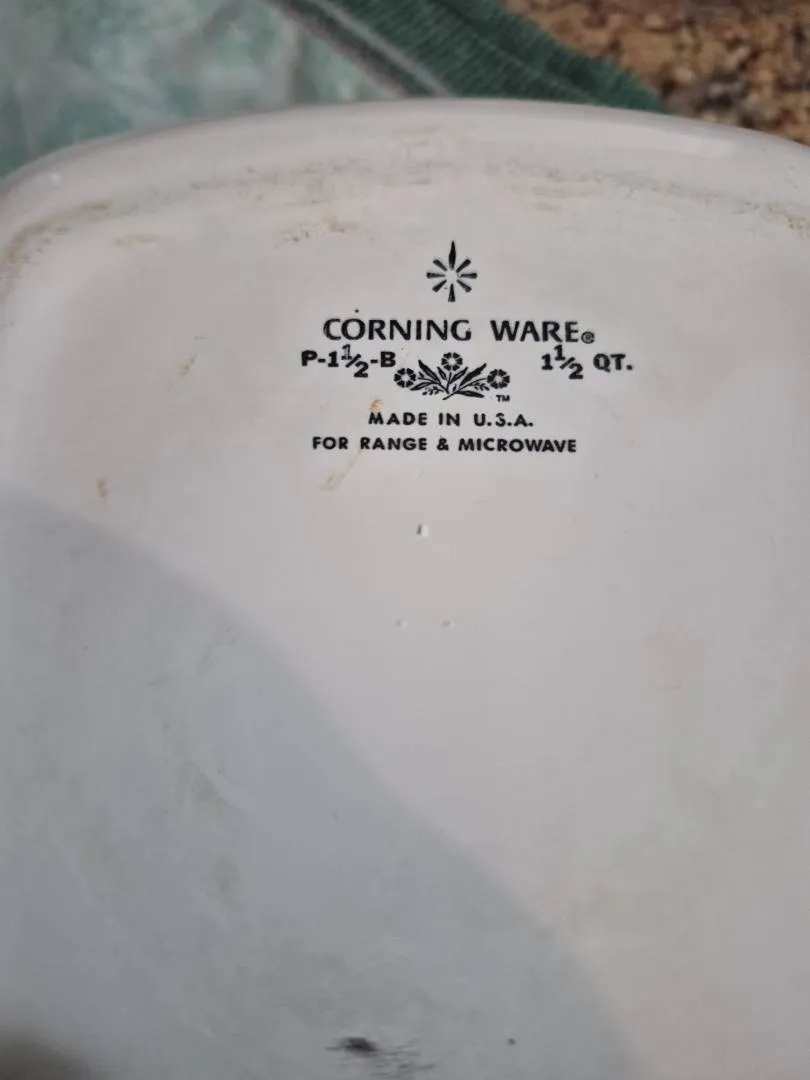 CORNING WARE®
P-1½-B 1½ QT.
TM
MADE IN U.S.A.
FOR RANGE & MICROWAVE